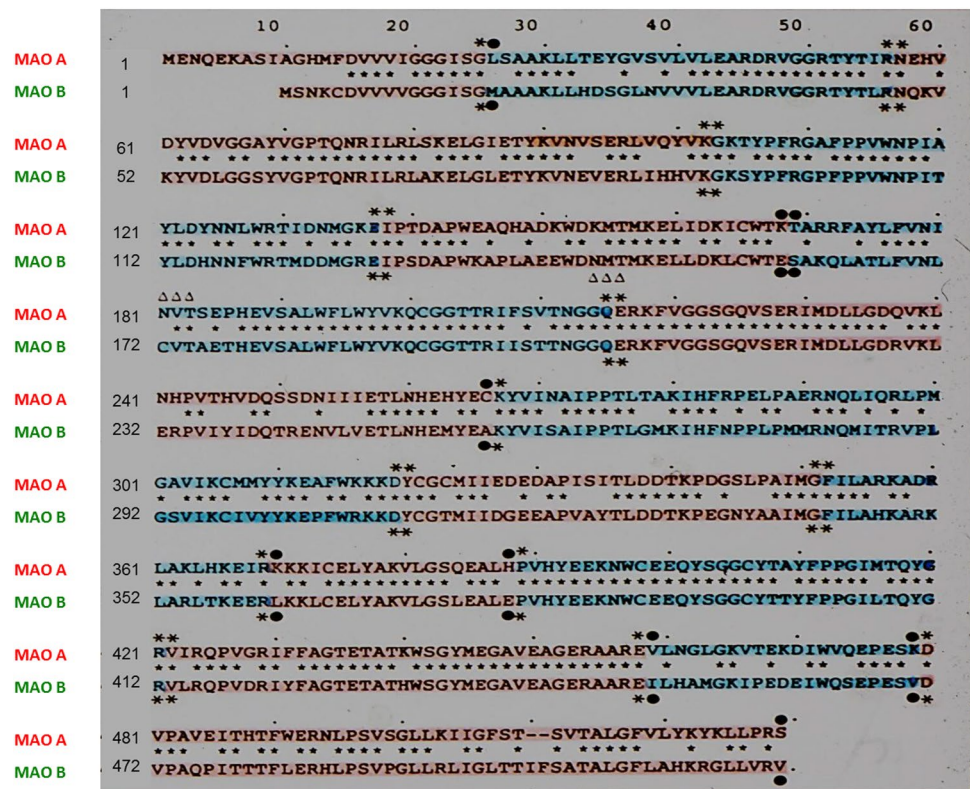 10 20 30 40 50 60
MAO A 1 MENQEKASIAGHMFDVVVIGGGISGLSAAKLLTEYGVSVLVLEARDRVGGRTYTIRNEHV
MAO B 1 MSNKCDVVVVGGGISGMAAAKLLHDSGLNVVVLEARDRVGGRTYTLRNQKV
MAO A 61 DYVDVGGAYVGPTQNRILRLSKELGIETYKVNVSERLVQYVKGKTYPFRGAFPPVWNPIA
MAO B 52 KYVDLGGSYVGPTQNRILRLAKELGLETYKVNEVERLIHHVKGKSYPFRGPFPPVWNPIT
MAO A 121 YLDYNNLWRTIDNMGKEIPTDAPWEAQHADKWDKMTMKELIDKICWTKTARRFAYLFVNI
MAO B 112 YLDHNNFWRTMDDMGREIPSDAPWKAPLAEEWDNMTMKELLDKLCWTESAKQLATLFVNL
MAO A 181 NVTSEPHEVSALWFLWYVKQCGGTTRIFSVTNGGQERKFVGGSGQVSERIMDLLGDQVKL
MAO B 172 CVTAETHEVSALWFLWYVKQCGGTTRIISTTNGGQERKFVGGSGQVSERIMDLLGDRVKL
MAO A 241 NHPVTHVDQSSDNIIIETLNHEHYECKYVINAIPPTLTAKIHFRPELPAERNQLIQRLPM
MAO B 232 ERPVIYIDQTRENVLVETLNHEMYEAKYVISAIPPTLGMKIHFNPPLPMMRNQMITRVPL
MAO A 301 GAVIKCMMYYKEAFWKKKDYCGCMIIEDEDAPISITLDDTKPDGSLPAIMGFILARKADR
MAO B 292 GSVIKCIVYYKEPFWRKKDYCGTMIIDGEEAPVAYTLDDTKPEGNYAAIMGFILAHKARK
MAO A 361 LAKLHKEIRKKKICELYAKVLGSQEALHPVHYEEKNWCEEQYSGGCYTAYFPPGIMTQYG
MAO B 352 LARLTKEERLKKLCELYAKVLGSLEALEPVHYEEKNWCEEQYSGGCYTTYFPPGILTQYG
MAO A 421 RVIRQPVGRIFFAGTETATKWSGYMEGAVEAGERAAREVLNGLGKVTEKDIWVQEPESKD
MAO B 412 RVLRQPVDRIYFAGTETATHWSGYMEGAVEAGERAAREILHAMGKIPEDEIWQSEPESVD
MAO A 481 VPAVEITHTFWERNLPSVSGLLKIIGFST--SVTALGFVLYKYKLLPRS
MAO B 472 VPAQPITTTFLERHLPSVPGLLRLIGLTTIFSATALGFLAHKRGLLVRV